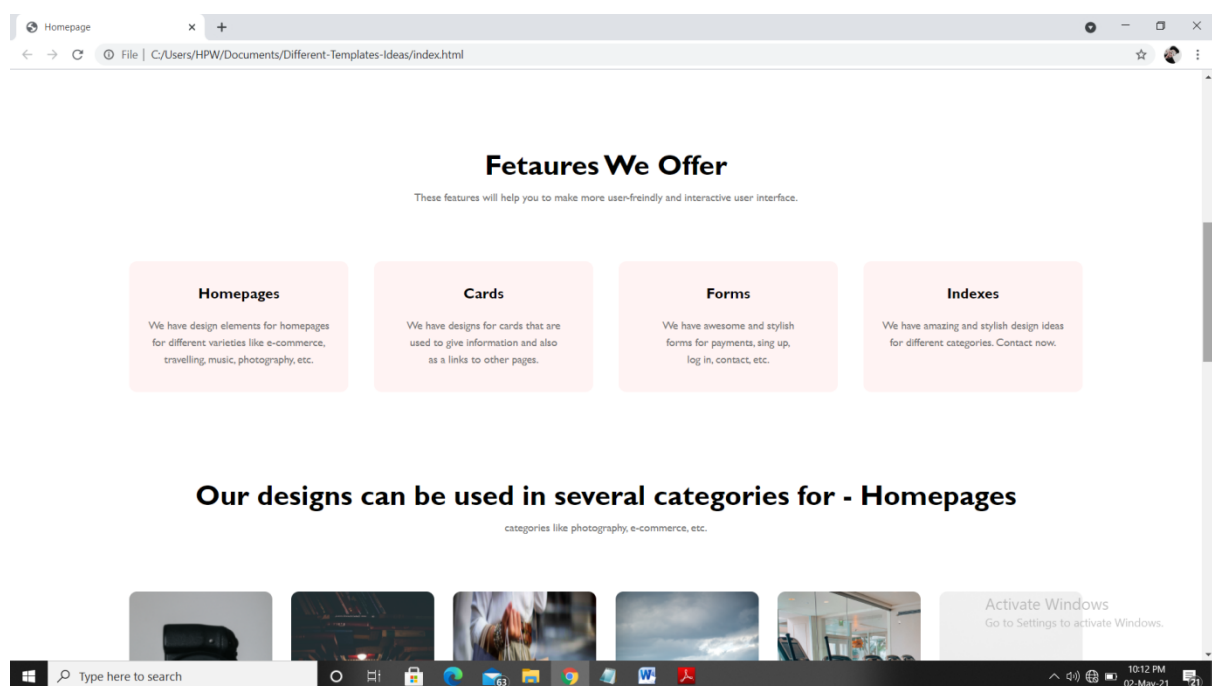 Homepage
File | C:/Users/HPW/Documents/Different-Templates-Ideas/index.html
Fetaures We Offer
These features will help you to make more user-freindly and interactive user interface.
Homepages
We have design elements for homepages
for different varieties like e-commerce,
travelling, music, photography, etc.
Cards
We have designs for cards that are
used to give information and also
as a links to other pages.
Forms
We have awesome and stylish
forms for payments, sing up,
log in, contact, etc.
Indexes
We have amazing and stylish design ideas
for different categories. Contact now.
Our designs can be used in several categories for - Homepages
categories like photography, e-commerce, etc.
Activate Windows
Go to Settings to activate Windows.
Type here to search
63
W
10:12 PM
02-May-21
21